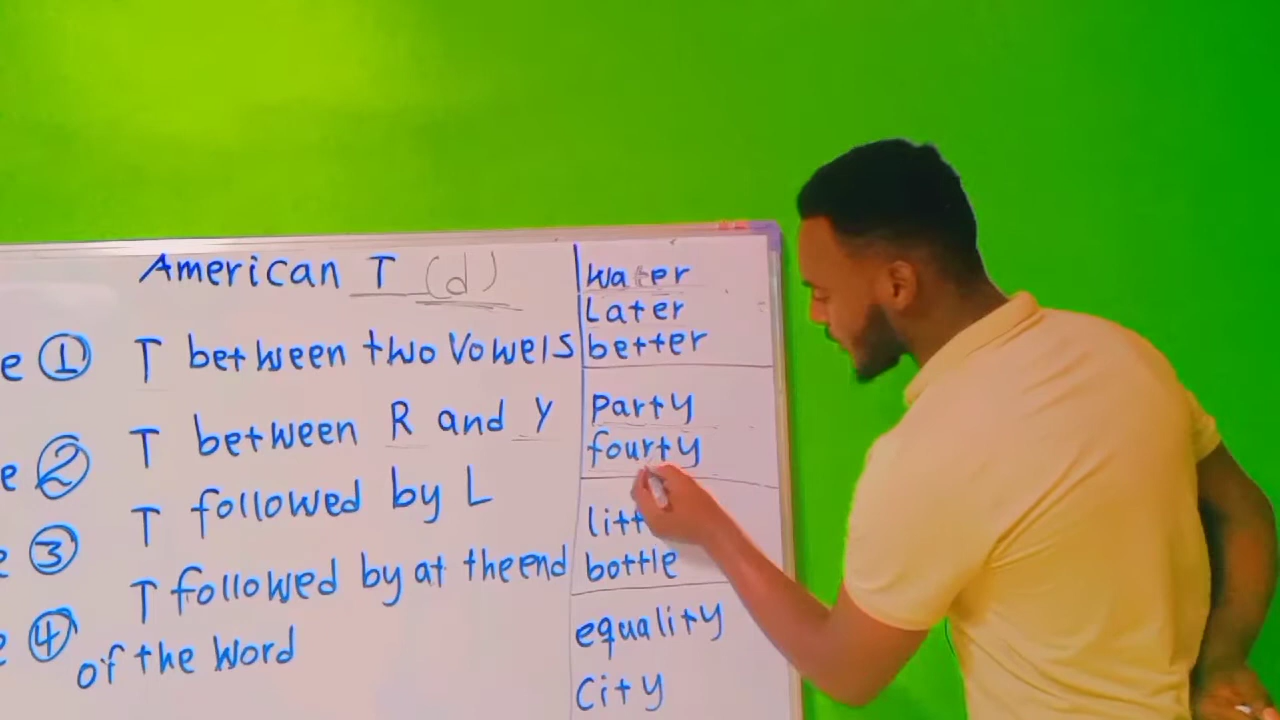 American T (d)
e ① T between two Vowels
e ② T between R and Y
e ③ T followed by L
e ④ T followed by at the end
of the Word
Water
Later
better
Party
fourty
bottle
equality
City